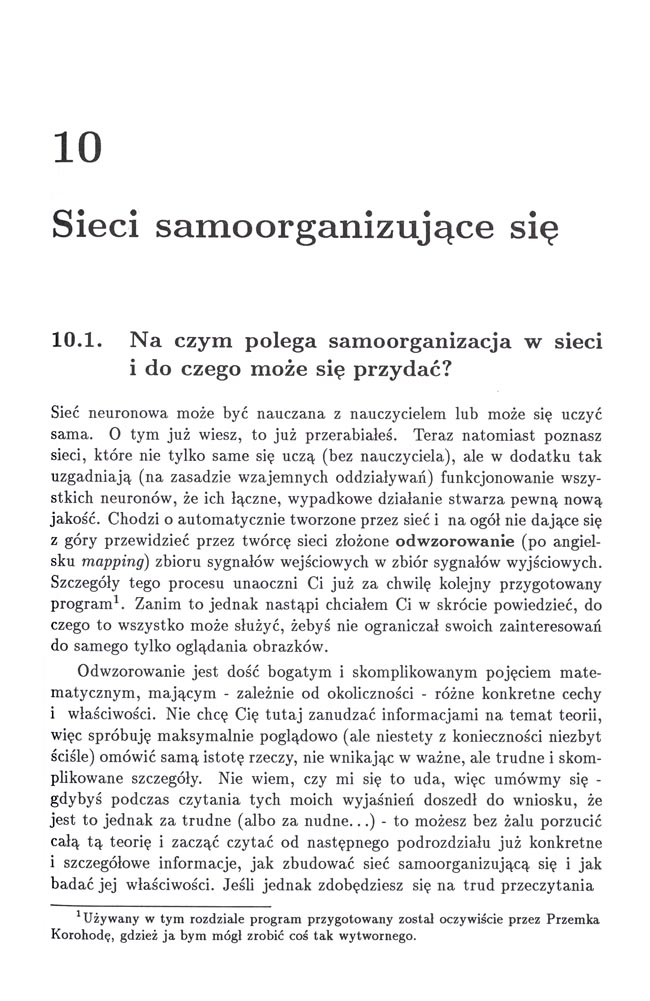 10
Sieci samoorganizujące się
10.1. Na czym polega samoorganizacja w sieci
i do czego może się przydać?
Sieć neuronowa może być nauczana z nauczycielem lub może się uczyć
sama. O tym już wiesz, to już przerabiałeś. Teraz natomiast poznasz
sieci, które nie tylko same się uczą (bez nauczyciela), ale w dodatku tak
uzgadniają (na zasadzie wzajemnych oddziaływań) funkcjonowanie wszy-
stkich neuronów, że ich łączne, wypadkowe działanie stwarza pewną nową
jakość. Chodzi o automatycznie tworzone przez sieć i na ogół nie dające się
z góry przewidzieć przez twórcę sieci złożone odwzorowanie (po angiel-
sku mapping) zbioru sygnałów wejściowych w zbiór sygnałów wyjściowych.
Szczegóły tego procesu unaoczni Ci już za chwilę kolejny przygotowany
program¹. Zanim to jednak nastąpi chciałem Ci w skrócie powiedzieć, do
czego to wszystko może służyć, żebyś nie ograniczał swoich zainteresowań
do samego tylko oglądania obrazków.
Odwzorowanie jest dość bogatym i skomplikowanym pojęciem mate-
matycznym, mającym - zależnie od okoliczności - różne konkretne cechy
i właściwości. Nie chcę Cię tutaj zanudzać informacjami na temat teorii,
więc spróbuję maksymalnie poglądowo (ale niestety z konieczności niezbyt
ściśle) omówić samą istotę rzeczy, nie wnikając w ważne, ale trudne i skom-
plikowane szczegóły. Nie wiem, czy mi się to uda, więc umówmy się -
gdybyś podczas czytania tych moich wyjaśnień doszedł do wniosku, że
jest to jednak za trudne (albo za nudne...) - to możesz bez żalu porzucić
całą tą teorię i zacząć czytać od następnego podrozdziału już konkretne
i szczegółowe informacje, jak zbudować sieć samoorganizującą się i jak
badać jej właściwości. Jeśli jednak zdobędziesz się na trud przeczytania
¹Używany w tym rozdziale program przygotowany został oczywiście przez Przemka
Korohodę, gdzież ja bym mógł zrobić coś tak wytwornego.